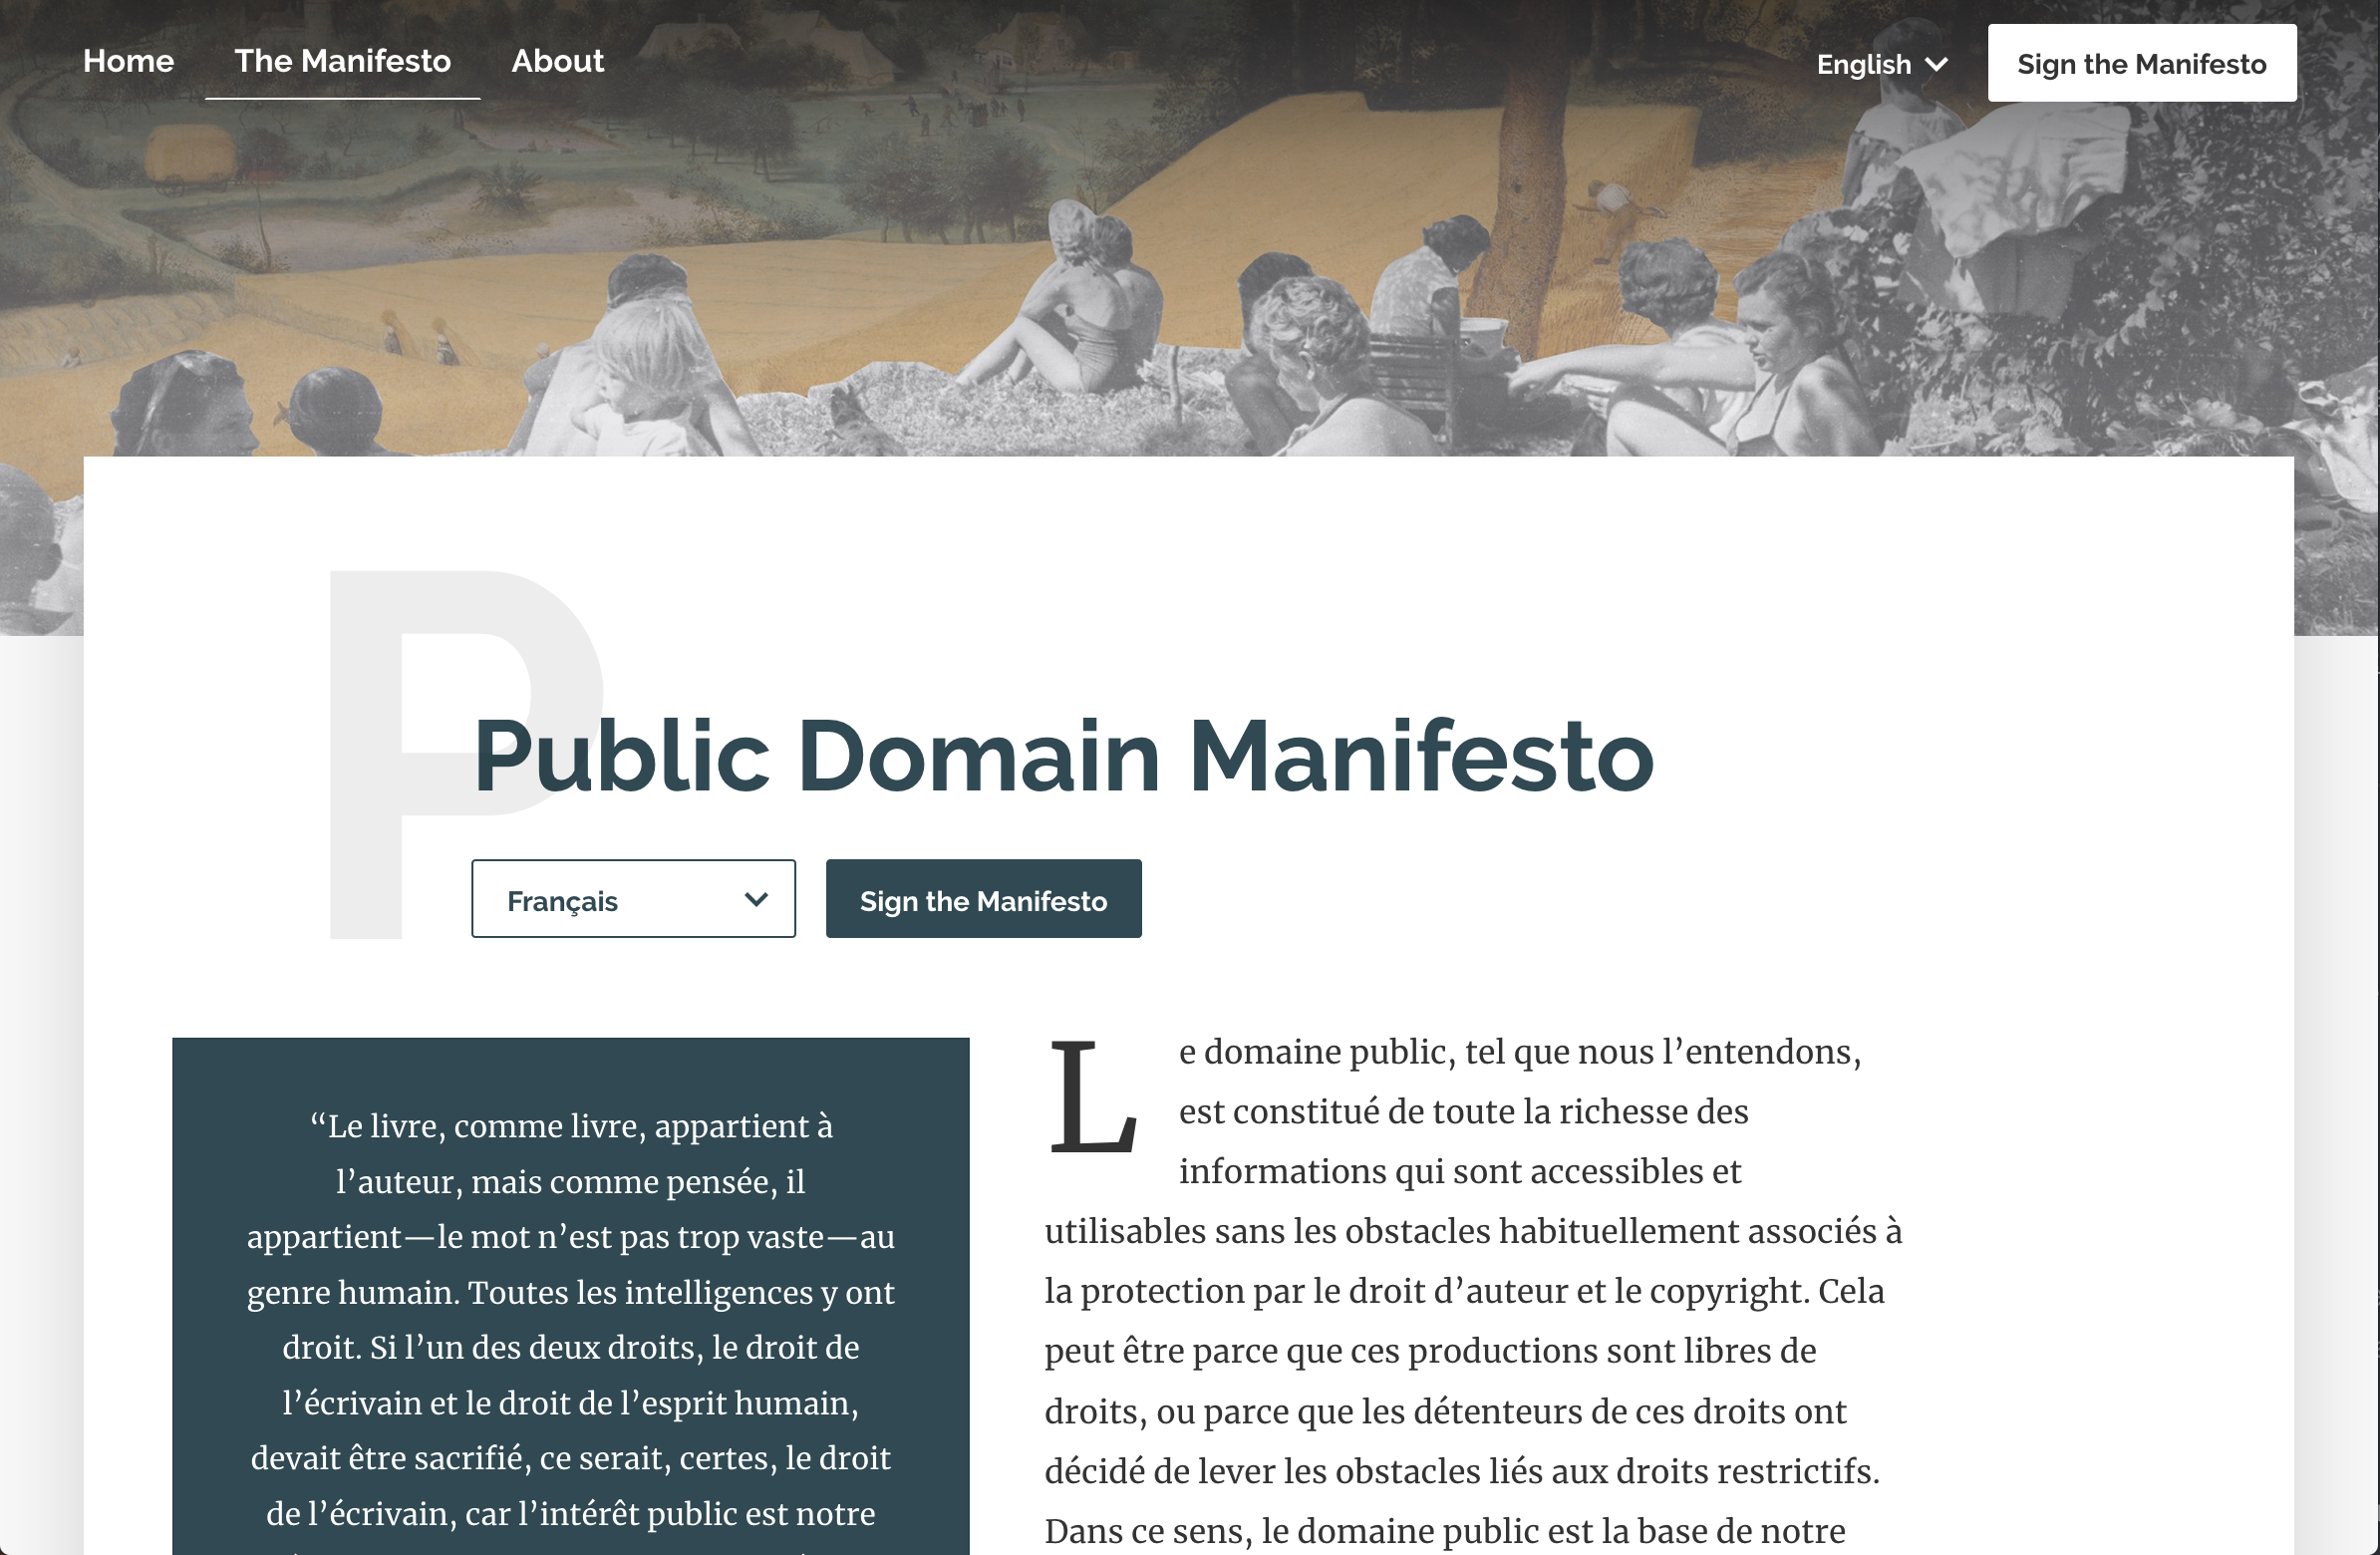 Home
The Manifesto
About
English
Sign the Manifesto
P
Public Domain Manifesto
Français
Sign the Manifesto
“Le livre, comme livre, appartient à
l’auteur, mais comme pensée, il
appartient—le mot n’est pas trop vaste—au
genre humain. Toutes les intelligences y ont
droit. Si l’un des deux droits, le droit de
l’écrivain et le droit de l’esprit humain,
devait être sacrifié, ce serait, certes, le droit
de l’écrivain, car l’intérêt public est notre
Le domaine public, tel que nous l’entendons,
est constitué de toute la richesse des
informations qui sont accessibles et
utilisables sans les obstacles habituellement associés à
la protection par le droit d’auteur et le copyright. Cela
peut être parce que ces productions sont libres de
droits, ou parce que les détenteurs de ces droits ont
décidé de lever les obstacles liés aux droits restrictifs.
Dans ce sens, le domaine public est la base de notre